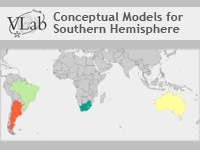 VLab
Conceptual Models for
Southern Hemisphere